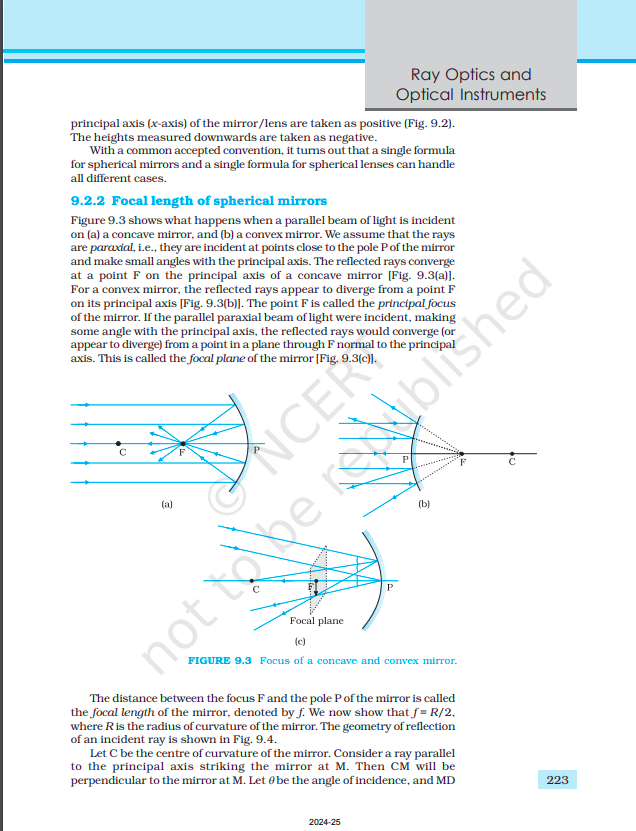 Ray Optics and
Optical Instruments
principal axis (x-axis) of the mirror/lens are taken as positive (Fig. 9.2).
The heights measured downwards are taken as negative.
With a common accepted convention, it turns out that a single formula
for spherical mirrors and a single formula for spherical lenses can handle
all different cases.
9.2.2 Focal length of spherical mirrors
Figure 9.3 shows what happens when a parallel beam of light is incident
on (a) a concave mirror, and (b) a convex mirror. We assume that the rays
are paraxial, i.e., they are incident at points close to the pole P of the mirror
and make small angles with the principal axis. The reflected rays converge
at a point F on the principal axis of a concave mirror [Fig. 9.3(a)].
For a convex mirror, the reflected rays appear to diverge from a point F
on its principal axis [Fig. 9.3(b)]. The point F is called the principal focus
of the mirror. If the parallel paraxial beam of light were incident, making
some angle with the principal axis, the reflected rays would converge (or
appear to diverge) from a point in a plane through F normal to the principal
axis. This is called the focal plane of the mirror [Fig. 9.3(c)].
C F P
(a)
P F C
(b)
C F P
Focal plane
(c)
FIGURE 9.3 Focus of a concave and convex mirror.
The distance between the focus F and the pole P of the mirror is called
the focal length of the mirror, denoted by f. We now show that f = R/2,
where R is the radius of curvature of the mirror. The geometry of reflection
of an incident ray is shown in Fig. 9.4.
Let C be the centre of curvature of the mirror. Consider a ray parallel
to the principal axis striking the mirror at M. Then CM will be
perpendicular to the mirror at M. Let θ be the angle of incidence, and MD
223
2024-25
© NCERT
not to be republished